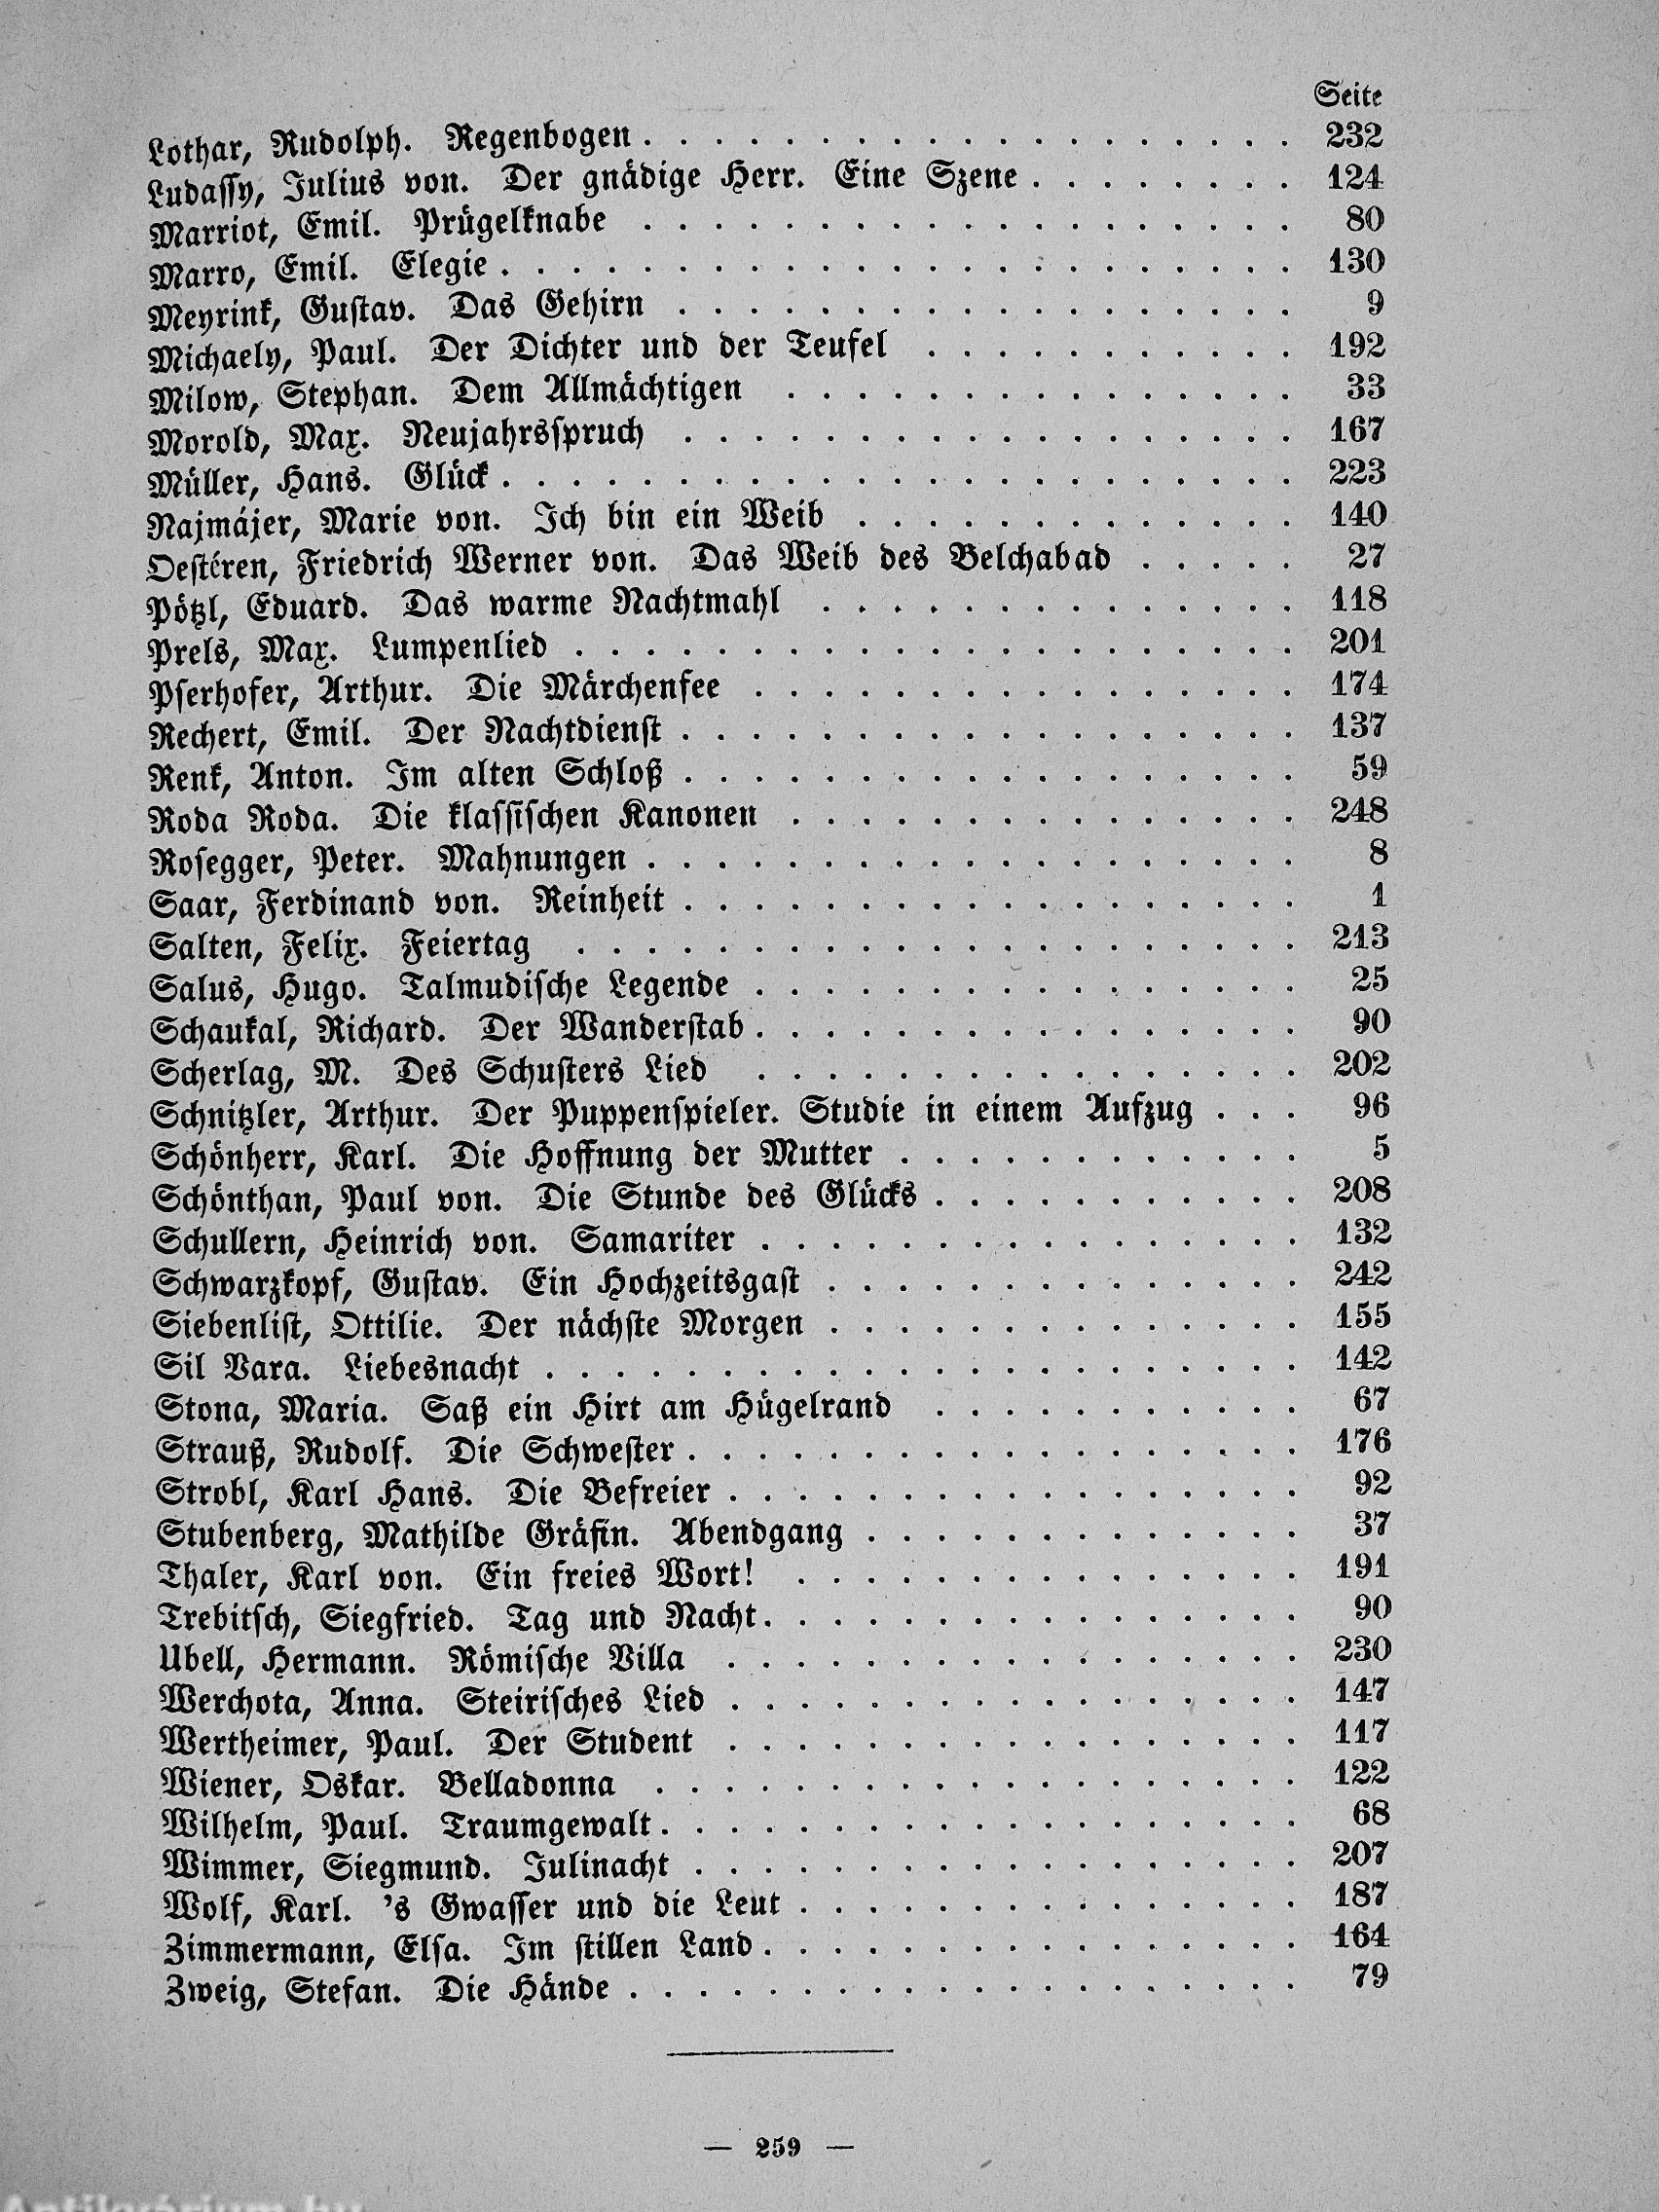 Seite
Lothar, Rudolph. Regenbogen . . . . . . . . . . . . . . . . . . . 232
Ludassy, Julius von. Der gnädige Herr. Eine Szene . . . . . . . . 124
Marriot, Emil. Prügelknabe . . . . . . . . . . . . . . . . . . . 80
Marro, Emil. Elegie . . . . . . . . . . . . . . . . . . . . . . . 130
Meyrink, Gustav. Das Gehirn . . . . . . . . . . . . . . . . . . 9
Michaely, Paul. Der Dichter und der Teufel . . . . . . . . . . . 192
Milow, Stephan. Dem Allmächtigen . . . . . . . . . . . . . . . 33
Morold, Max. Neujahrsspruch . . . . . . . . . . . . . . . . . . 167
Müller, Hans. Glück . . . . . . . . . . . . . . . . . . . . . . . 223
Najmájer, Marie von. Ich bin ein Weib . . . . . . . . . . . . . 140
Oestéren, Friedrich Werner von. Das Weib des Belchabad . . . . . 27
Pötzl, Eduard. Das warme Nachtmahl . . . . . . . . . . . . . . 118
Prels, Max. Lumpenlied . . . . . . . . . . . . . . . . . . . . . 201
Pserhofer, Arthur. Die Märchenfee . . . . . . . . . . . . . . . . 174
Rechert, Emil. Der Nachtdienst . . . . . . . . . . . . . . . . . . 137
Renk, Anton. Im alten Schloß . . . . . . . . . . . . . . . . . . 59
Roda Roda. Die klassischen Kanonen . . . . . . . . . . . . . . . 248
Rosegger, Peter. Mahnungen . . . . . . . . . . . . . . . . . . . 8
Saar, Ferdinand von. Reinheit . . . . . . . . . . . . . . . . . . 1
Salten, Felix. Feiertag . . . . . . . . . . . . . . . . . . . . . 213
Salus, Hugo. Talmudische Legende . . . . . . . . . . . . . . . . 25
Schaukal, Richard. Der Wanderstab . . . . . . . . . . . . . . . . 90
Scherlag, M. Des Schusters Lied . . . . . . . . . . . . . . . . 202
Schnitzler, Arthur. Der Puppenspieler. Studie in einem Aufzug . . . 96
Schönherr, Karl. Die Hoffnung der Mutter . . . . . . . . . . . . 5
Schönthan, Paul von. Die Stunde des Glücks . . . . . . . . . . . 208
Schullern, Heinrich von. Samariter . . . . . . . . . . . . . . . . 132
Schwarzkopf, Gustav. Ein Hochzeitsgast . . . . . . . . . . . . . . 242
Siebenlist, Ottilie. Der nächste Morgen . . . . . . . . . . . . . . 155
Sil Vara. Liebesnacht . . . . . . . . . . . . . . . . . . . . . . 142
Stona, Maria. Saß ein Hirt am Hügelrand . . . . . . . . . . . 67
Strauß, Rudolf. Die Schwester . . . . . . . . . . . . . . . . . . 176
Strobl, Karl Hans. Die Befreier . . . . . . . . . . . . . . . . . 92
Stubenberg, Mathilde Gräfin. Abendgang . . . . . . . . . . . . . 37
Thaler, Karl von. Ein freies Wort! . . . . . . . . . . . . . . . 191
Trebitsch, Siegfried. Tag und Nacht . . . . . . . . . . . . . . . . 90
Ubell, Hermann. Römische Villa . . . . . . . . . . . . . . . . . 230
Werchota, Anna. Steirisches Lied . . . . . . . . . . . . . . . . . 147
Wertheimer, Paul. Der Student . . . . . . . . . . . . . . . . . 117
Wiener, Oskar. Belladonna . . . . . . . . . . . . . . . . . . . 122
Wilhelm, Paul. Traumgewalt . . . . . . . . . . . . . . . . . . . 68
Wimmer, Siegmund. Julinacht . . . . . . . . . . . . . . . . . . 207
Wolf, Karl. 's Gwasser und die Leut . . . . . . . . . . . . . . . 187
Zimmermann, Elsa. Im stillen Land . . . . . . . . . . . . . . . . 164
Zweig, Stefan. Die Hände . . . . . . . . . . . . . . . . . . . . 79
— 259 —